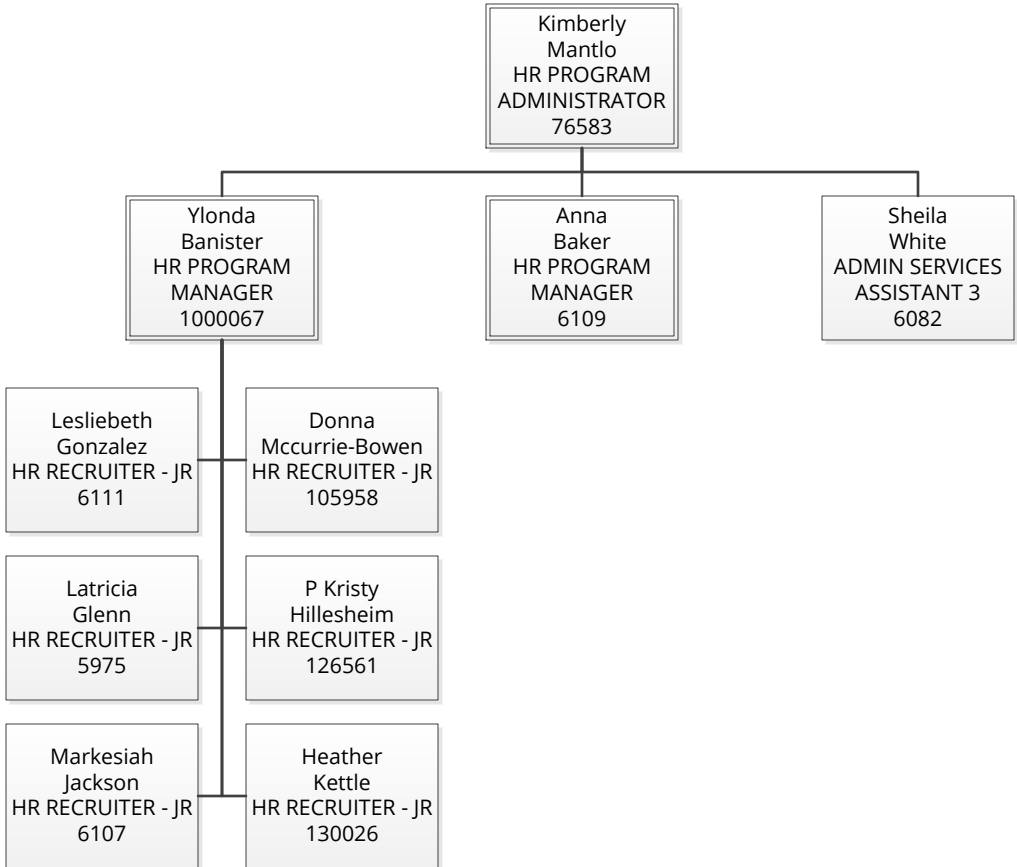 Kimberly
Mantlo
HR PROGRAM
ADMINISTRATOR
76583
Ylonda
Banister
HR PROGRAM
MANAGER
1000067
Anna
Baker
HR PROGRAM
MANAGER
6109
Sheila
White
ADMIN SERVICES
ASSISTANT 3
6082
Lesliebeth
Gonzalez
HR RECRUITER - JR
6111
Donna
Mccurrie-Bowen
HR RECRUITER - JR
105958
Latricia
Glenn
HR RECRUITER - JR
5975
P Kristy
Hillesheim
HR RECRUITER - JR
126561
Markesiah
Jackson
HR RECRUITER - JR
6107
Heather
Kettle
HR RECRUITER - JR
130026